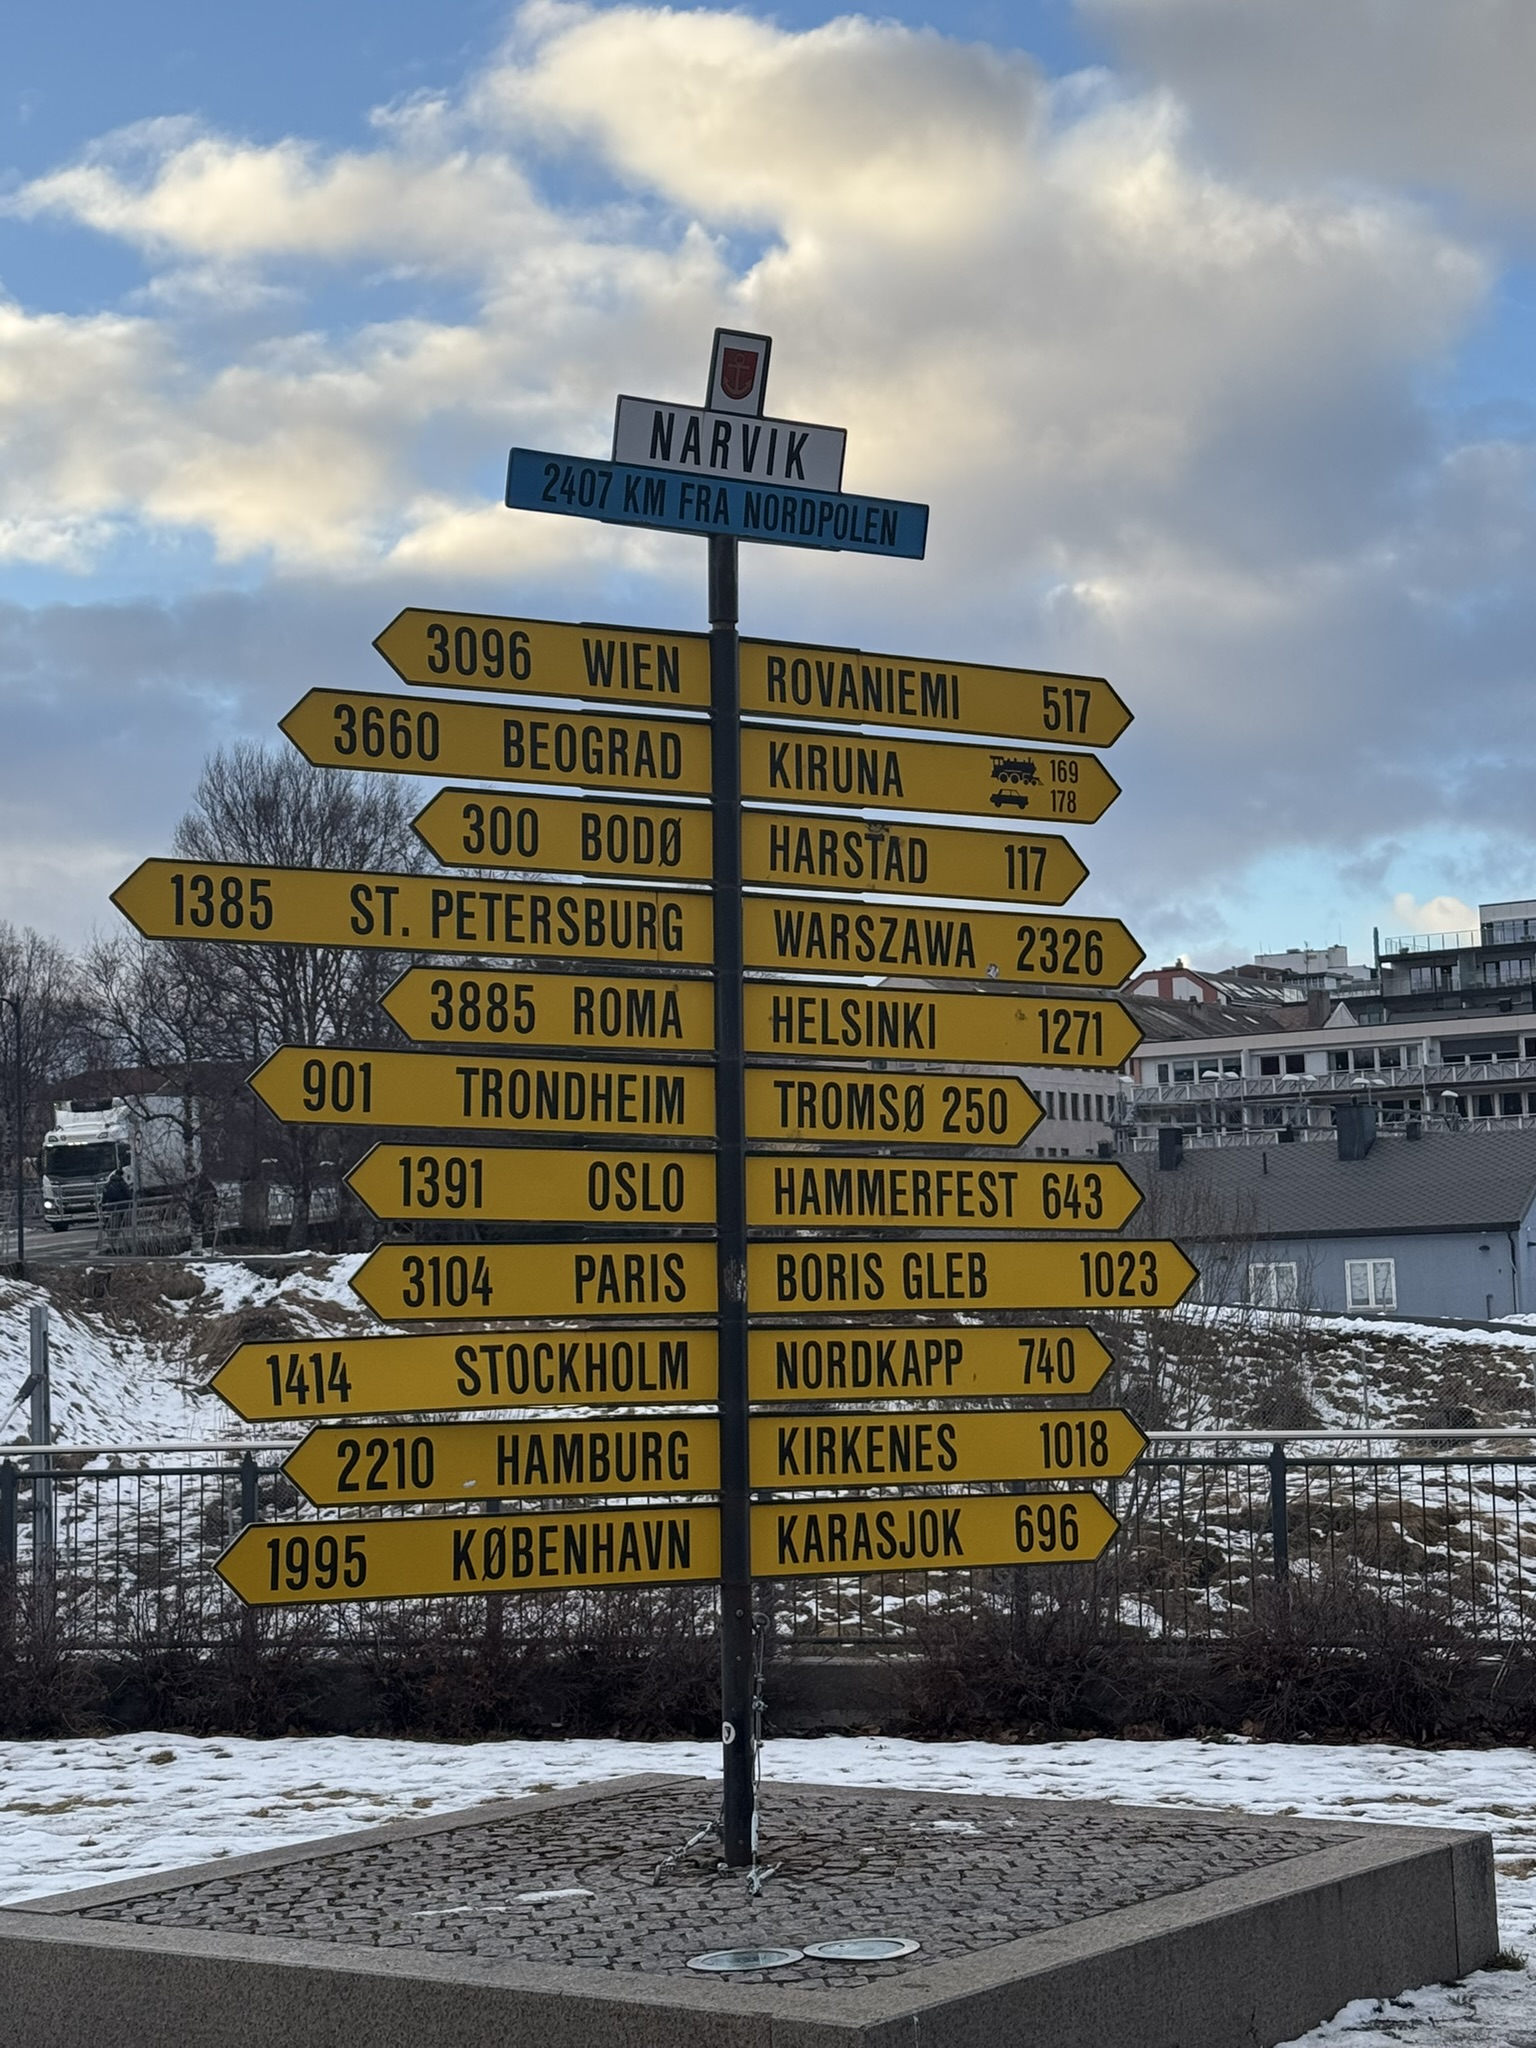 NARVIK
2407 KM FRA NORDPOLEN
3096 WIEN
ROVANIEMI 517
3660 BEOGRAD
KIRUNA 169
178
300 BODØ
HARSTAD 117
1385 ST. PETERSBURG
WARSZAWA 2326
3885 ROMA
HELSINKI 1271
901 TRONDHEIM
TROMSØ 250
1391 OSLO
HAMMERFEST 643
3104 PARIS
BORIS GLEB 1023
1414 STOCKHOLM
NORDKAPP 740
2210 HAMBURG
KIRKENES 1018
1995 KØBENHAVN
KARASJOK 696